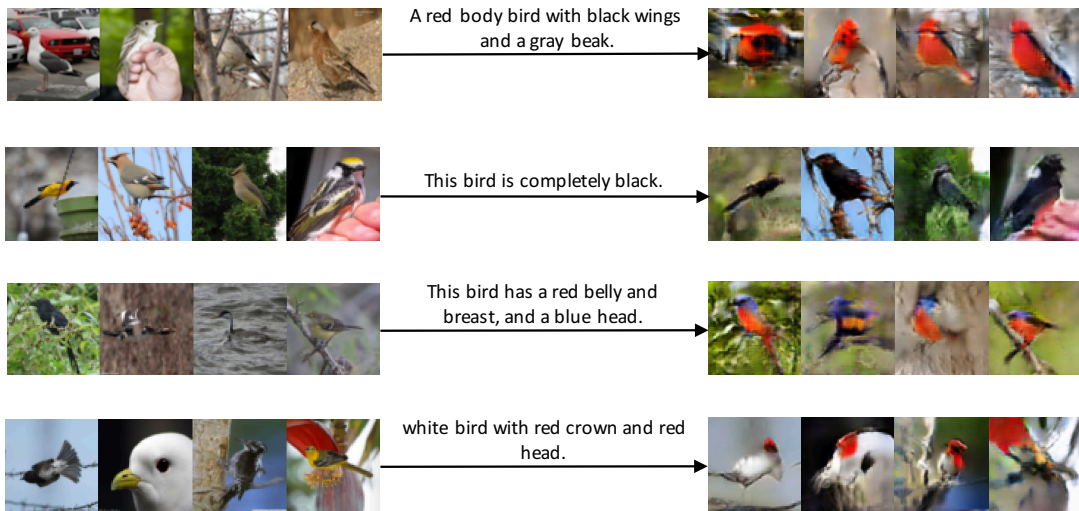 A red body bird with black wings
and a gray beak.
This bird is completely black.
This bird has a red belly and
breast, and a blue head.
white bird with red crown and red
head.